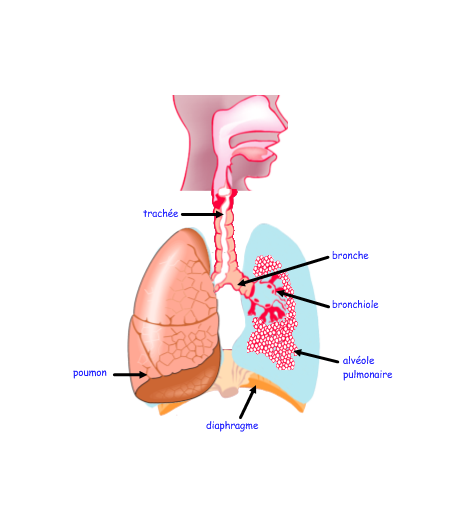 trachée
bronche
bronchiole
alvéole
pulmonaire
poumon
diaphragme